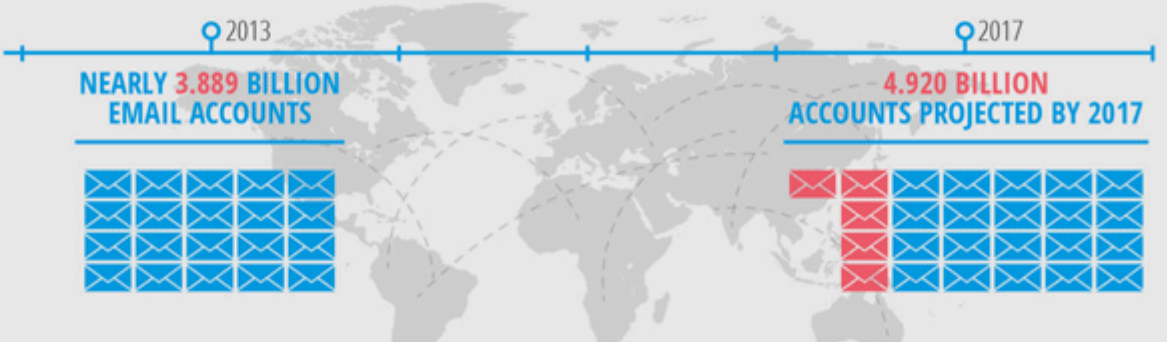 2013
NEARLY 3.889 BILLION
EMAIL ACCOUNTS
2017
4.920 BILLION
ACCOUNTS PROJECTED BY 2017